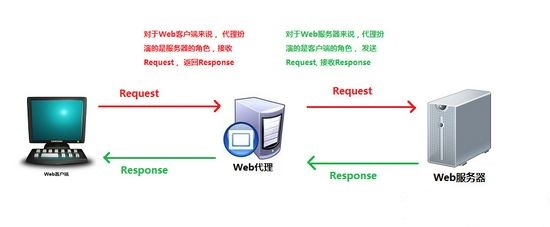 对于Web客户端来说，代理扮
演的是服务器的角色，接收
Request，返回Response
对于Web服务器来说，代理扮
演的是客户端的角色，发送
Request, 接收Response
Request
Request
Response
Response
Web客户端
Web代理
Web服务器